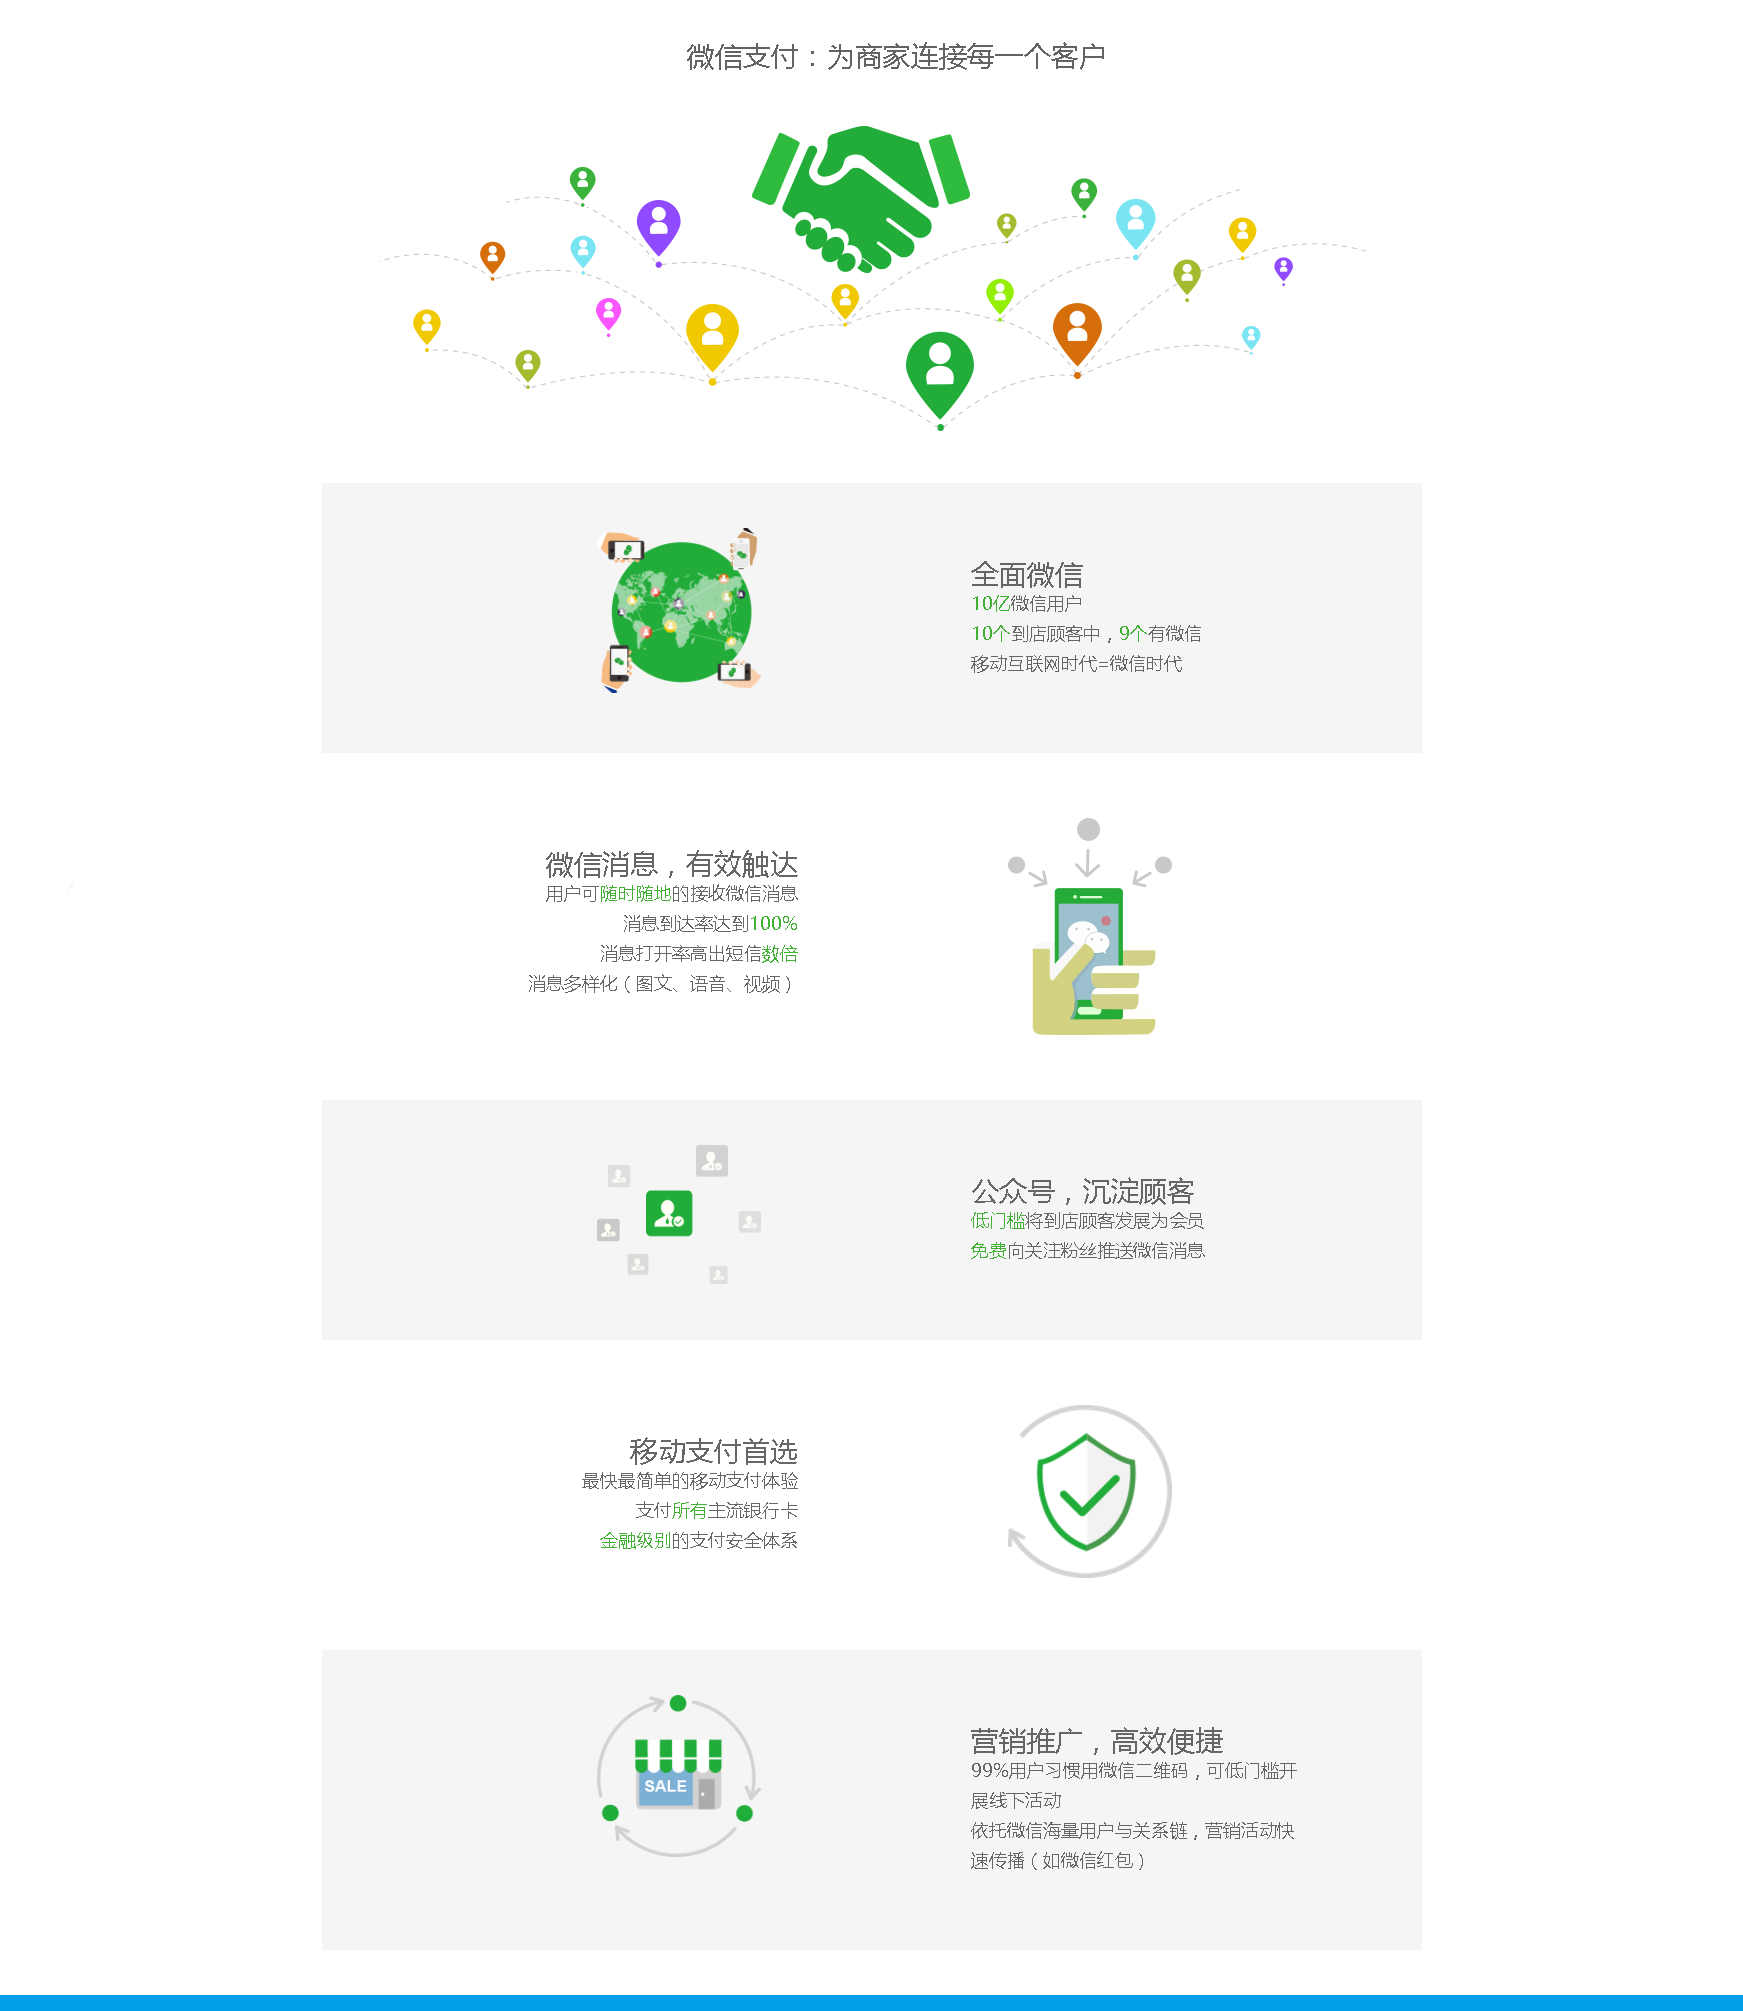 微信支付：为商家连接每一个客户
全面微信
10亿微信用户
10个到店顾客中，9个有微信
移动互联网时代=微信时代
微信消息，有效触达
用户可随时随地的接收微信消息
消息到达率达到100%
消息打开率高出短信数倍
消息多样化（图文、语音、视频）
公众号，沉淀顾客
低门槛将到店顾客发展为会员
免费向关注粉丝推送微信消息
移动支付首选
最快最简单的移动支付体验
支付所有主流银行卡
金融级别的支付安全体系
SALE
营销推广，高效便捷
99%用户习惯用微信二维码，可低门槛开
展线下活动
依托微信海量用户与关系链，营销活动快
速传播（如微信红包）